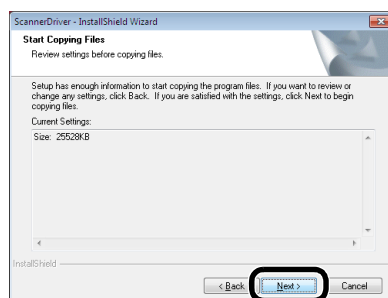 ScannerDriver - InstallShield Wizard
Start Copying Files
Review settings before copying files.
Setup has enough information to start copying the program files. If you want to review or
change any settings, click Back. If you are satisfied with the settings, click Next to begin
copying files.
Current Settings:
Size: 25528KB
InstallShield
< Back Next > Cancel